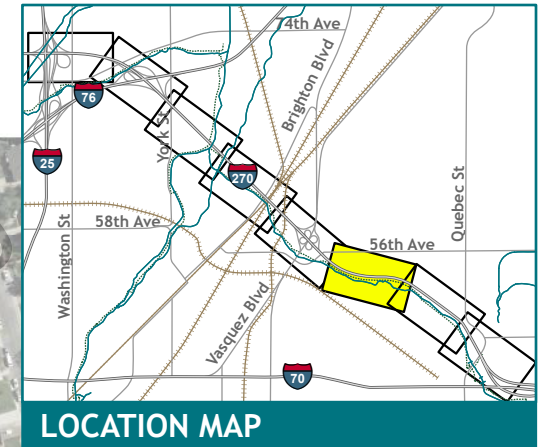 74th Ave
Brighton Blvd
76
York St
25
270
Quebec St
58th Ave
56th Ave
Washington St
Vasquez Blvd
70
LOCATION MAP